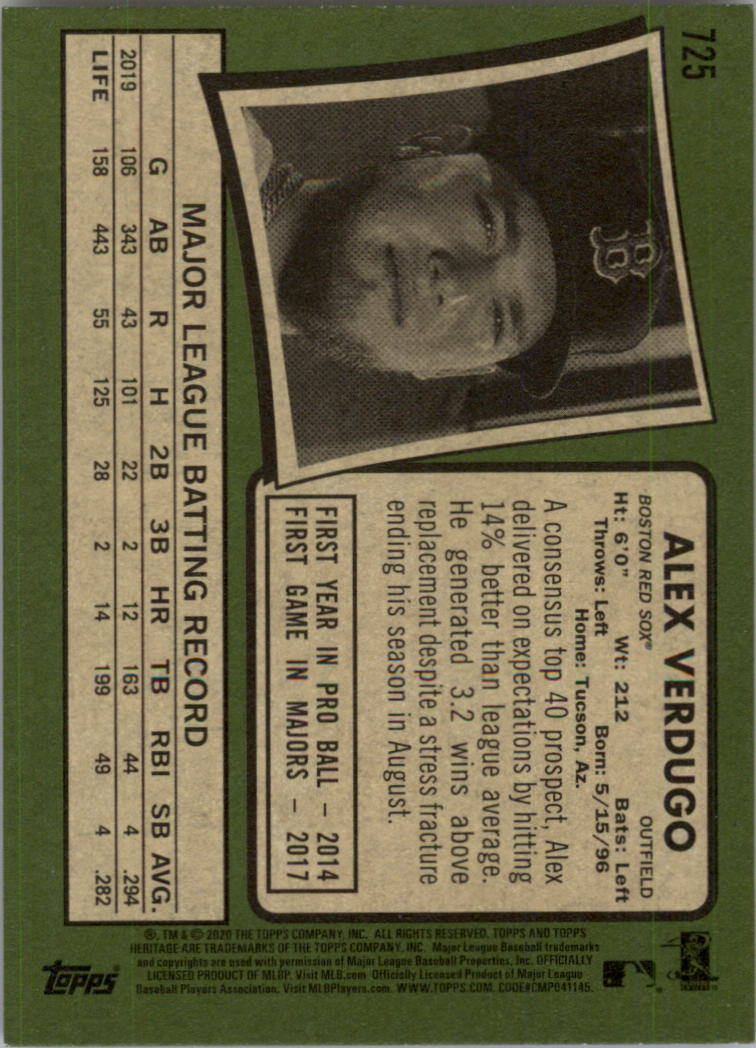 725
ALEX VERDUGO
BOSTON RED SOX® OUTFIELD
Ht: 6'0" Wt: 212 Bats: Left
Throws: Left Born: 5/15/96
Home: Tucson, Az.
A consensus top 40 prospect, Alex
delivered on expectations by hitting
14% better than league average.
He generated 3.2 wins above
replacement despite a stress fracture
ending his season in August.
FIRST YEAR IN PRO BALL – 2014
FIRST GAME IN MAJORS – 2017
B
MAJOR LEAGUE BATTING RECORD
G AB R H 2B 3B HR TB RBI SB AVG.
2019 106 343 43 101 22 2 12 163 44 4 .294
LIFE 158 443 55 125 28 2 14 199 49 4 .282
®, TM & © 2020 THE TOPPS COMPANY, INC. ALL RIGHTS RESERVED. TOPPS AND TOPPS
HERITAGE ARE TRADEMARKS OF THE TOPPS COMPANY, INC. Major League Baseball trademarks
and copyrights are used with permission of Major League Baseball Properties, Inc. OFFICIALLY
LICENSED PRODUCT OF MLBP. Visit MLB.com Officially Licensed Product of Major League
Baseball Players Association. Visit MLBPlayers.com. WWW.TOPPS.COM. CODE#CMP041145.
topps®